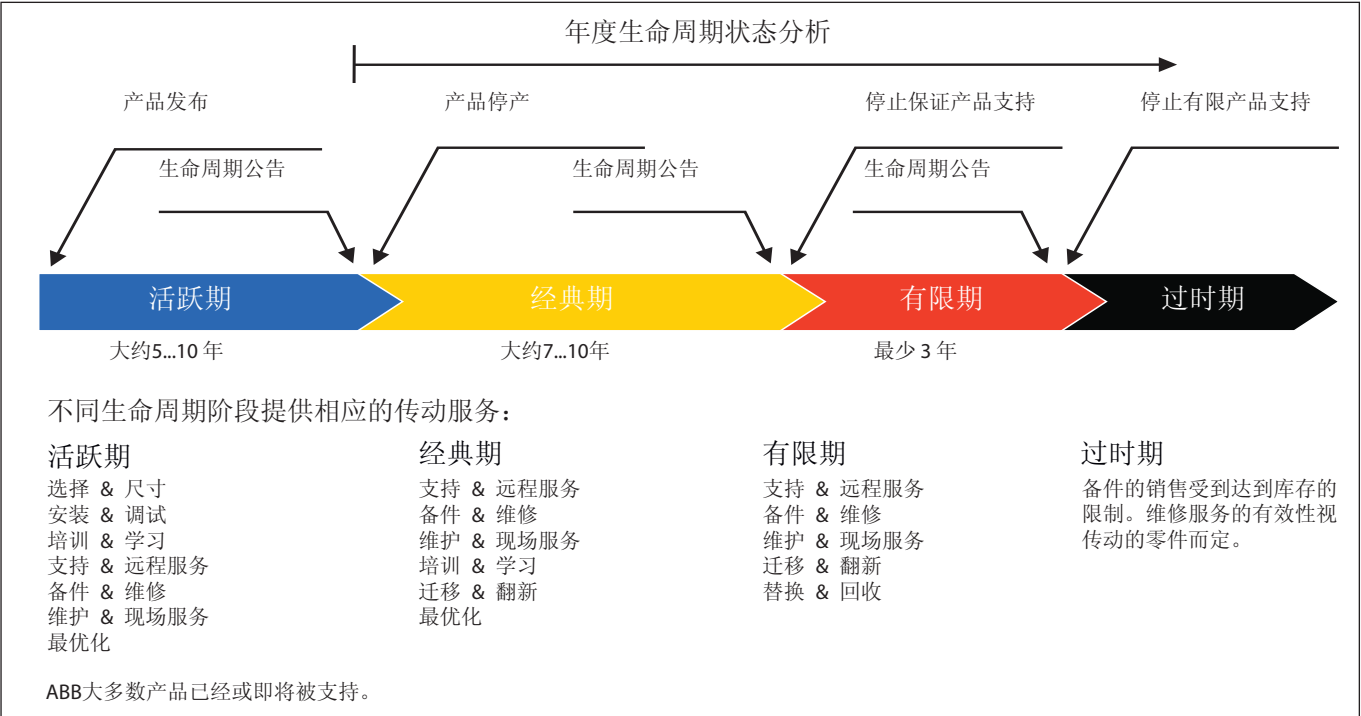 年度生命周期状态分析
产品发布
产品停产
停止保证产品支持
停止有限产品支持
生命周期公告
生命周期公告
生命周期公告
活跃期
经典期
有限期
过时期
大约5...10 年
大约7...10年
最少 3 年
不同生命周期阶段提供相应的传动服务：
活跃期
选择 & 尺寸
安装 & 调试
培训 & 学习
支持 & 远程服务
备件 & 维修
维护 & 现场服务
最优化
经典期
支持 & 远程服务
备件 & 维修
维护 & 现场服务
培训 & 学习
迁移 & 翻新
最优化
有限期
支持 & 远程服务
备件 & 维修
维护 & 现场服务
迁移 & 翻新
替换 & 回收
过时期
备件的销售受到达到库存的
限制。维修服务的有效性视
传动的零件而定。
ABB大多数产品已经或即将被支持。